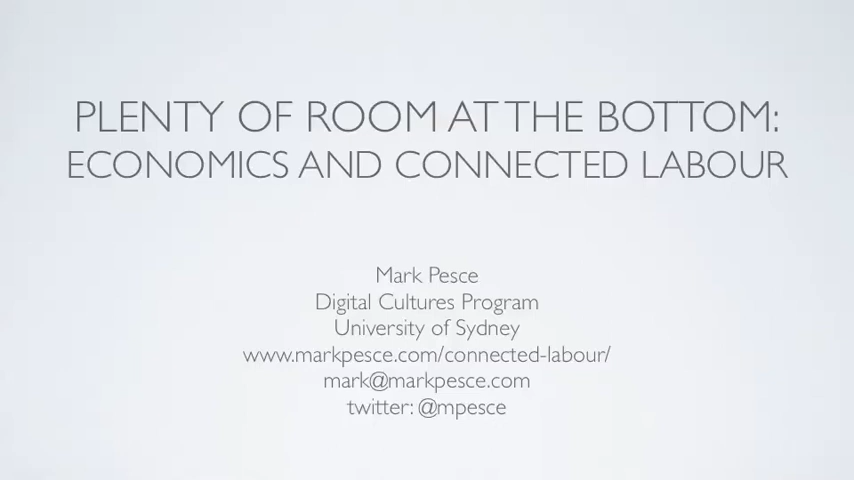 PLENTY OF ROOM AT THE BOTTOM:
ECONOMICS AND CONNECTED LABOUR
Mark Pesce
Digital Cultures Program
University of Sydney
www.markpesce.com/connected-labour/
mark@markpesce.com
twitter: @mpesce